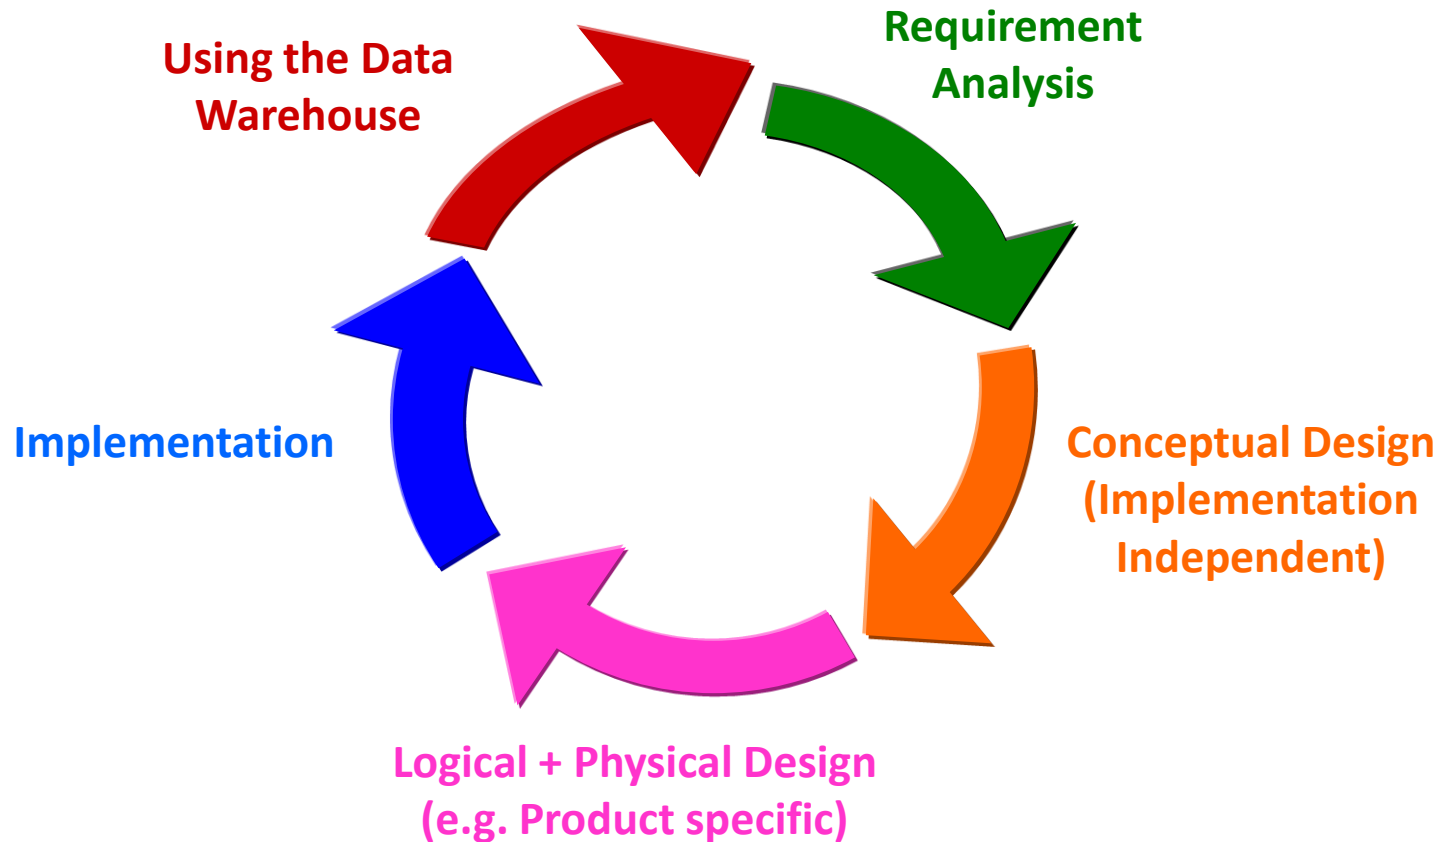 Using the Data
Warehouse
Requirement
Analysis
Conceptual Design
(Implementation
Independent)
Logical + Physical Design
(e.g. Product specific)
Implementation